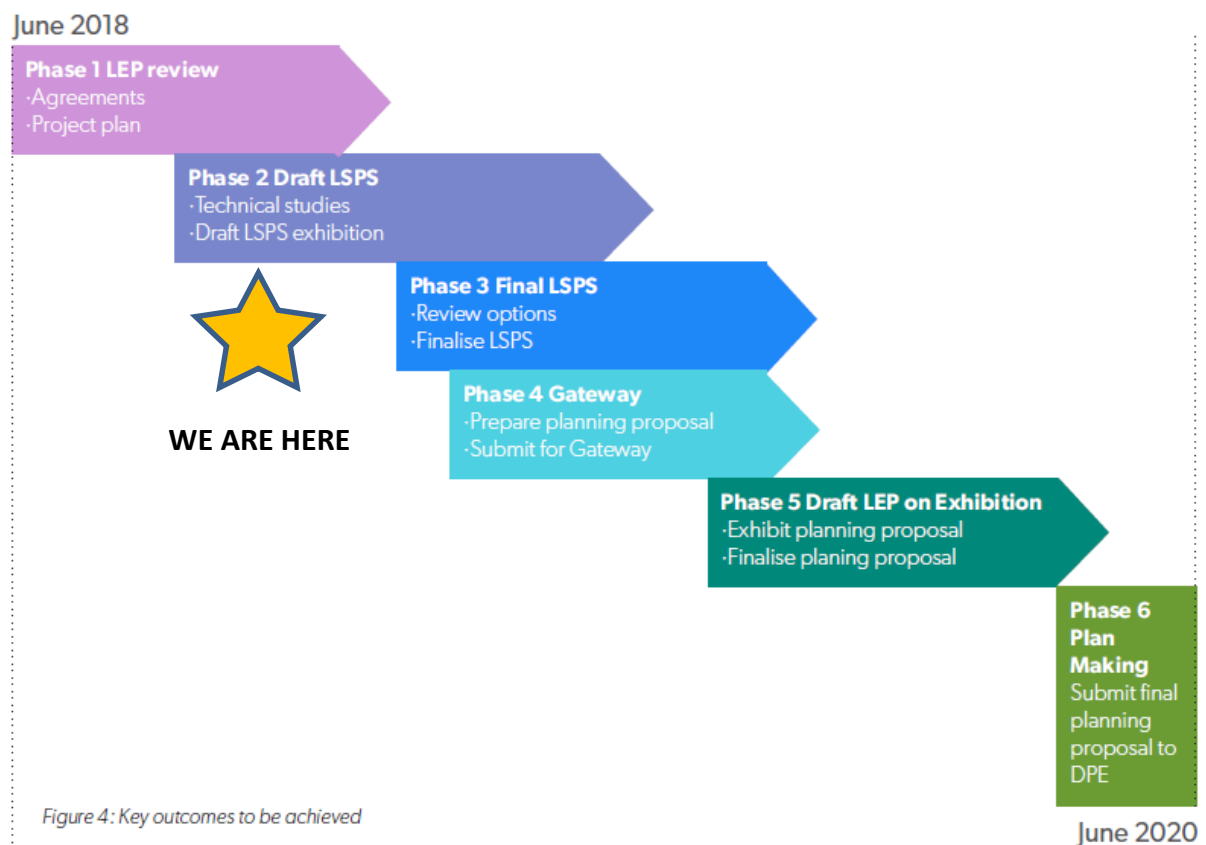 June 2018
Phase 1 LEP review
·Agreements
·Project plan
Phase 2 Draft LSPS
·Technical studies
·Draft LSPS exhibition
WE ARE HERE
Phase 3 Final LSPS
·Review options
·Finalise LSPS
Phase 4 Gateway
·Prepare planning proposal
·Submit for Gateway
Phase 5 Draft LEP on Exhibition
·Exhibit planning proposal
·Finalise planing proposal
Phase 6
Plan
Making
Submit final
planning
proposal to
DPE
Figure 4: Key outcomes to be achieved
June 2020